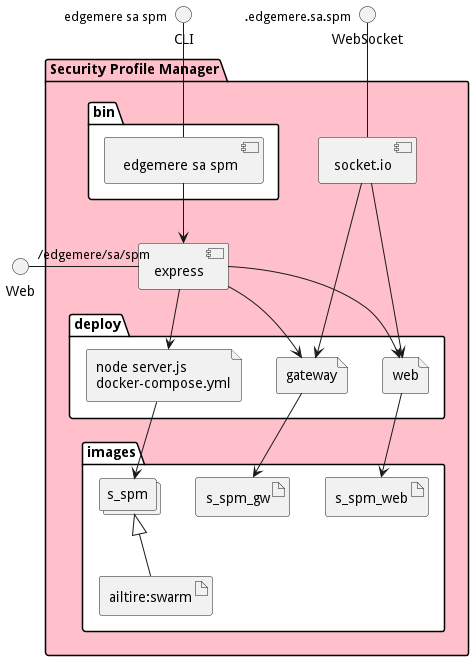 edgemere sa spm
.edgemere.sa.spm
CLI
WebSocket
Security Profile Manager
bin
edgemere sa spm
socket.io
/edgemere/sa/spm
express
Web
deploy
node server.js
docker-compose.yml
gateway
web
images
s_spm
s_spm_gw
s_spm_web
ailtire:swarm